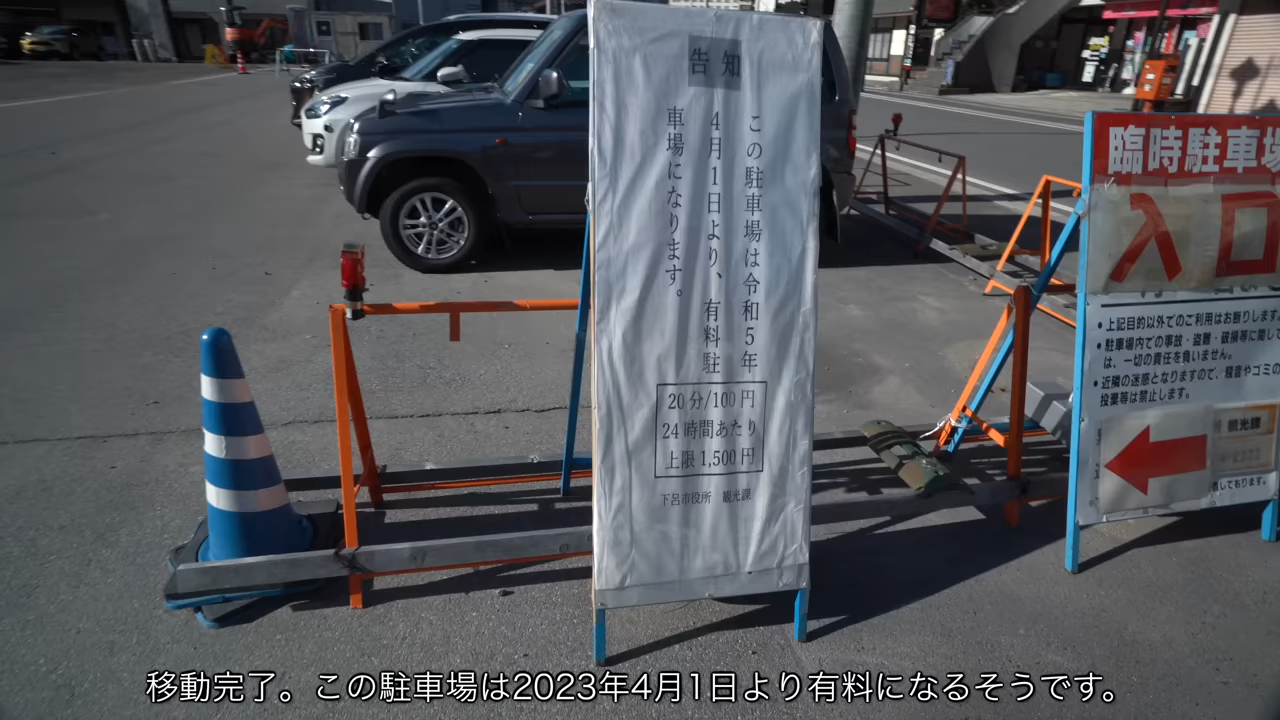 告知
この駐車場は令和5年
4月1日より、有料駐
車場になります。
20分/100円
24時間あたり
上限1,500円
下呂市役所 観光課
臨時駐車場
入口
・上記目的以外でのご利用はお断りします
・駐車場内での事故・盗難・破損等に関して
は、一切の責任を負いません。
・近隣の迷惑となりますので、騒音やゴミの
投棄等は禁止します。
観光課
移動完了。この駐車場は2023年4月1日より有料になるそうです。